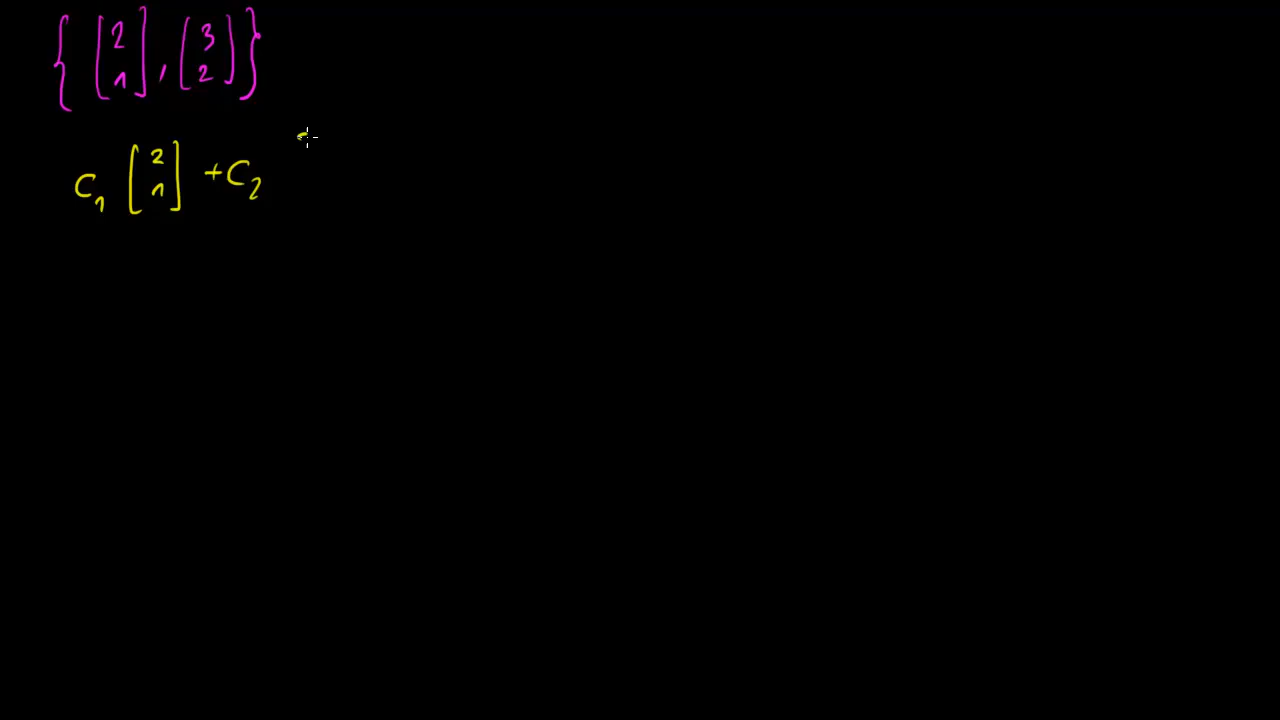 { [2 1], [3 2] }
C₁ [2 1] + C₂